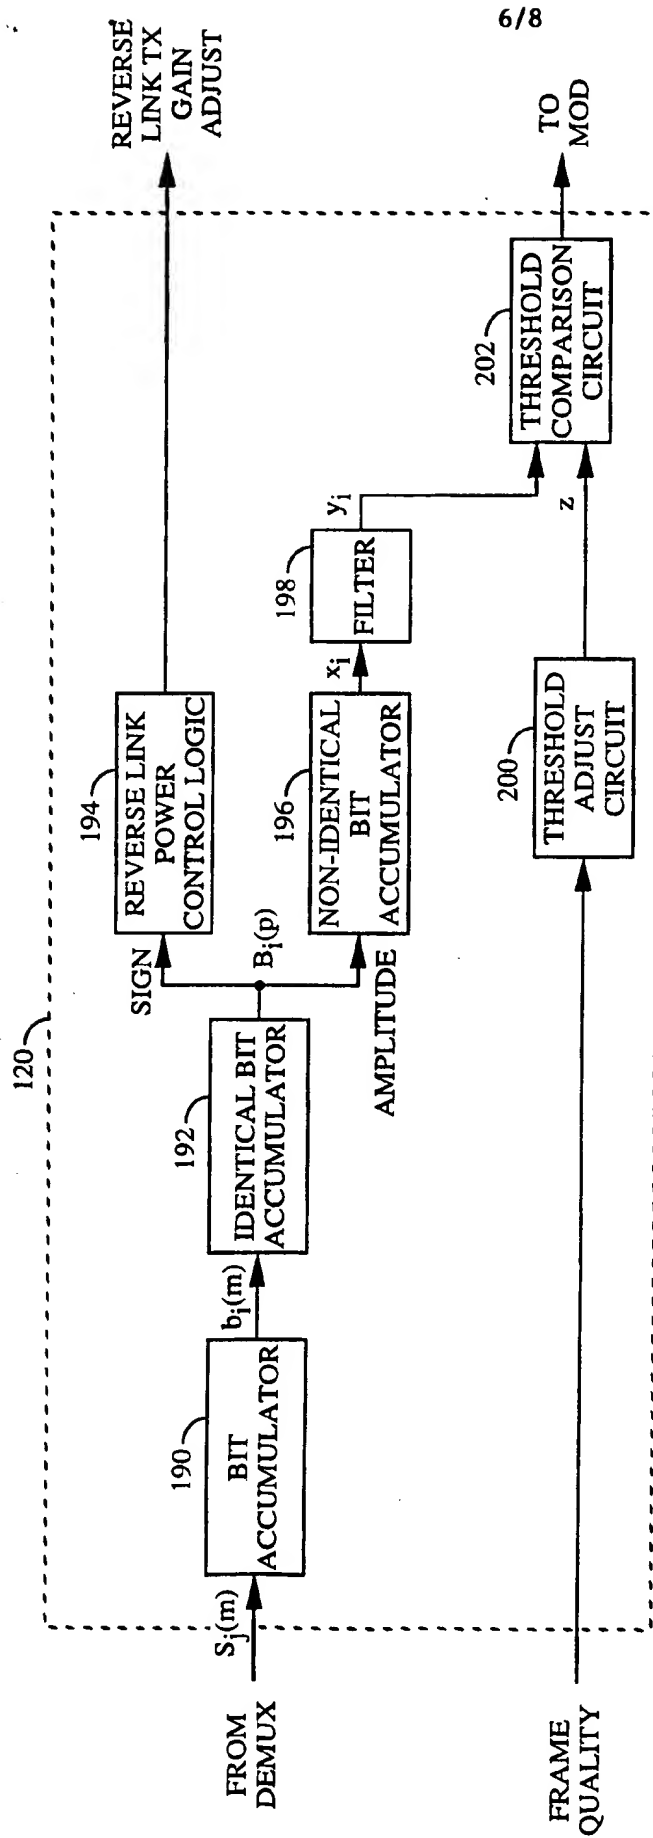 6/8
120
FROM
DEMUX
Sj(m)
190
BIT
ACCUMULATOR
bi(m)
192
IDENTICAL BIT
ACCUMULATOR
Bi(p)
SIGN
194
REVERSE LINK
POWER
CONTROL LOGIC
REVERSE
LINK TX
GAIN
ADJUST
AMPLITUDE
196
NON-IDENTICAL
BIT
ACCUMULATOR
xi
198
FILTER
yi
FRAME
QUALITY
200
THRESHOLD
ADJUST
CIRCUIT
z
202
THRESHOLD
COMPARISON
CIRCUIT
TO
MOD